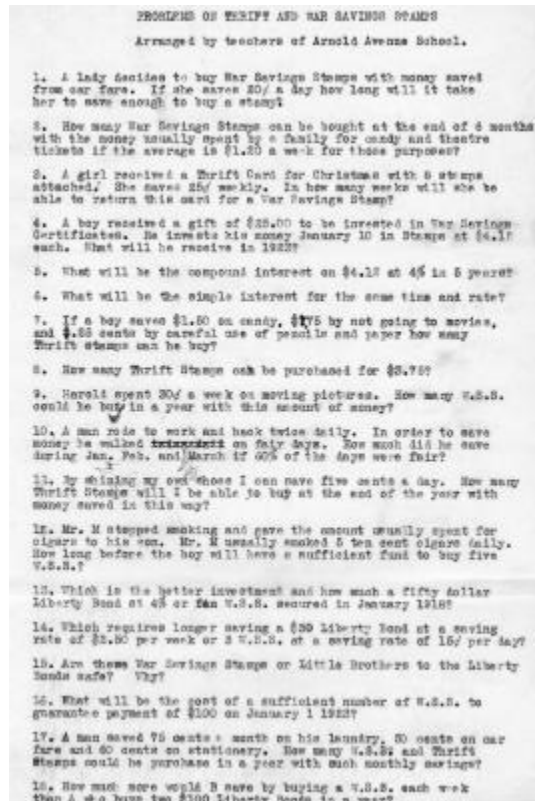 PROBLEMS ON THRIFT AND WAR SAVINGS STAMPS
Arranged by teachers of Arnold Avenue School.
1. A lady decides to buy War Savings Stamps with money saved
from car fare. If she saves 20/ a day how long will it take
her to save enough to buy a stamp?
2. How many War Savings Stamps can be bought at the end of 6 months
with the money usually spent by a family for candy and theatre
tickets if the average is $1.20 a week for those purposes?
3. A girl received a Thrift Card for Christmas with 5 stamps
attached. She saves 25/ weekly. In how many weeks will she be
able to return this card for a War Savings Stamp?
4. A boy received a gift of $25.00 to be invested in War Savings
Certificates. He invests his money January 10 in Stamps at $4.12
each. What will he receive in 1923?
5. What will be the compound interest on $4.12 at 4% in 5 years?
6. What will be the simple interest for the same time and rate?
7. If a boy saves $1.50 on candy, $1.75 by not going to movies,
and $.25 cents by careful use of pencils and paper how many
Thrift stamps can he buy?
8. How many Thrift Stamps can be purchased for $3.75?
9. Harold spent 30/ a week on moving pictures. How many W.S.S.
could he buy in a year with this amount of money?
10. A man rode to work and back twice daily. In order to save
money he walked on fair days. How much did he save
during Jan. Feb. and March if 60% of the days were fair?
11. By shining my own shoes I can save five cents a day. How many
Thrift Stamps will I be able to buy at the end of the year with
money saved in this way?
12. Mr. M stopped smoking and gave the amount usually spent for
cigars to his son. Mr. M usually smoked 5 ten cent cigars daily.
How long before the boy will have a sufficient fund to buy five
W.S.S.?
13. Which is the better investment and how much a fifty dollar
Liberty Bond at 4% or ten W.S.S. secured in January 1918?
14. Which requires longer saving a $50 Liberty Bond at a saving
rate of $2.50 per week or 3 W.S.S. at a saving rate of 15/ per day?
15. Are these War Savings Stamps or Little Brothers to the Liberty
Bonds safe? Why?
16. What will be the cost of a sufficient number of W.S.S. to
guarantee payment of $100 on January 1 1923?
17. A man saved 75 cents a month on his laundry, 50 cents on car
fare and 60 cents on stationery. How many W.S.S. and Thrift
Stamps could he purchase in a year with such monthly savings?
18. How much more would B save by buying a W.S.S. each week
than A who buys two $100 Liberty Bonds in a year?